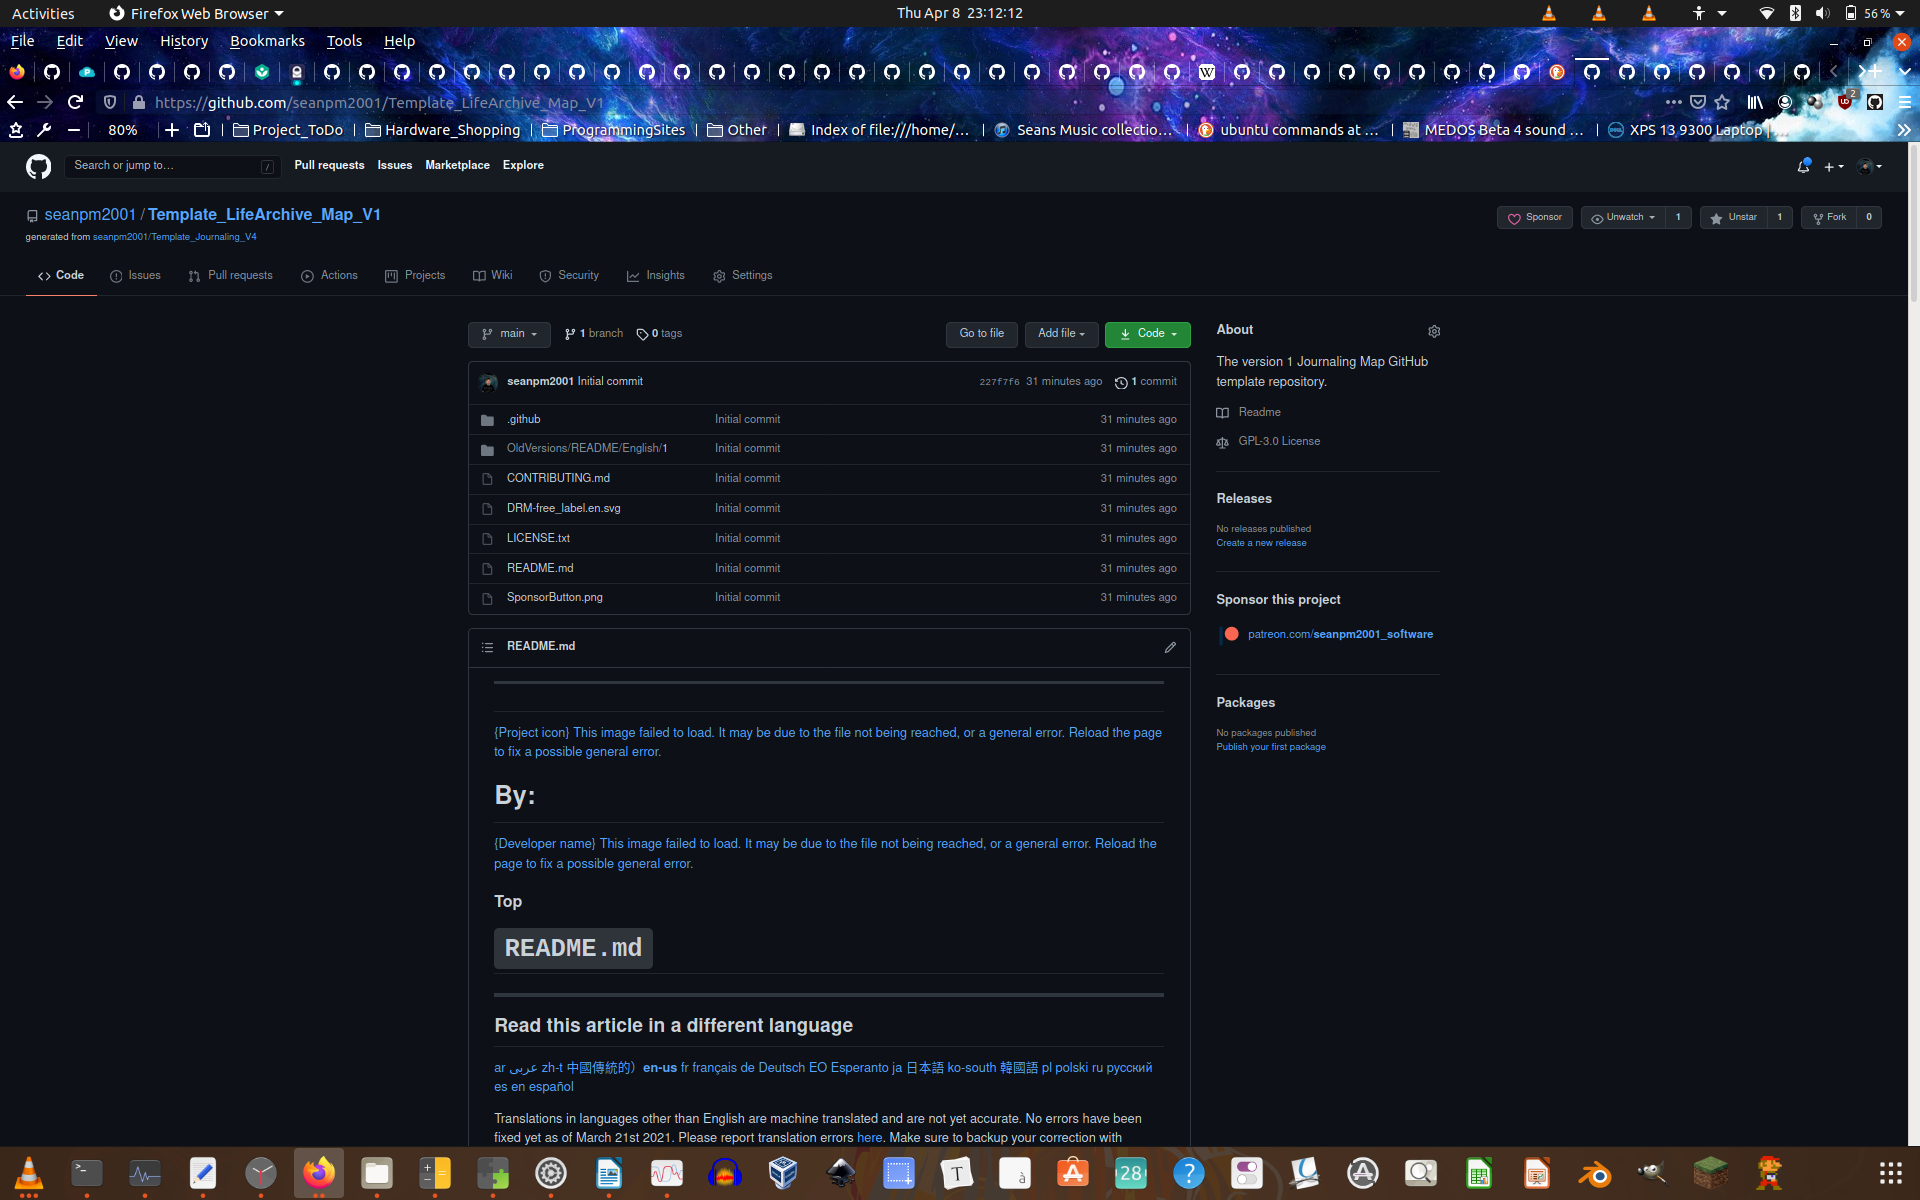 Activities Firefox Web Browser Thu Apr 8 23:12:12 56 %
File Edit View History Bookmarks Tools Help
https://github.com/seanpm2001/Template_LifeArchive_Map_V1 2
80% Project_ToDo Hardware_Shopping ProgrammingSites Other Index of file:///home/… Seans Music collectio… ubuntu commands at … MEDOS Beta 4 sound … XPS 13 9300 Laptop |
Search or jump to… / Pull requests Issues Marketplace Explore
seanpm2001 / Template_LifeArchive_Map_V1 Sponsor Unwatch 1 Unstar 1 Fork 0
generated from seanpm2001/Template_Journaling_V4
Code Issues Pull requests Actions Projects Wiki Security Insights Settings
main 1 branch 0 tags Go to file Add file Code
seanpm2001 Initial commit 227f7f6 31 minutes ago 1 commit
.github Initial commit 31 minutes ago
OldVersions/README/English/1 Initial commit 31 minutes ago
CONTRIBUTING.md Initial commit 31 minutes ago
DRM-free_label.en.svg Initial commit 31 minutes ago
LICENSE.txt Initial commit 31 minutes ago
README.md Initial commit 31 minutes ago
SponsorButton.png Initial commit 31 minutes ago
About
The version 1 Journaling Map GitHub
template repository.
Readme
GPL-3.0 License
Releases
No releases published
Create a new release
Sponsor this project
patreon.com/seanpm2001_software
Packages
No packages published
Publish your first package
README.md
{Project icon} This image failed to load. It may be due to the file not being reached, or a general error. Reload the page
to fix a possible general error.
By:
{Developer name} This image failed to load. It may be due to the file not being reached, or a general error. Reload the
page to fix a possible general error.
Top
README.md
Read this article in a different language
ar عربى zh-t 中國傳統的）en-us fr français de Deutsch EO Esperanto ja 日本語 ko-south 韓國語 pl polski ru русский
es en español
Translations in languages other than English are machine translated and are not yet accurate. No errors have been
fixed yet as of March 21st 2021. Please report translation errors here. Make sure to backup your correction with